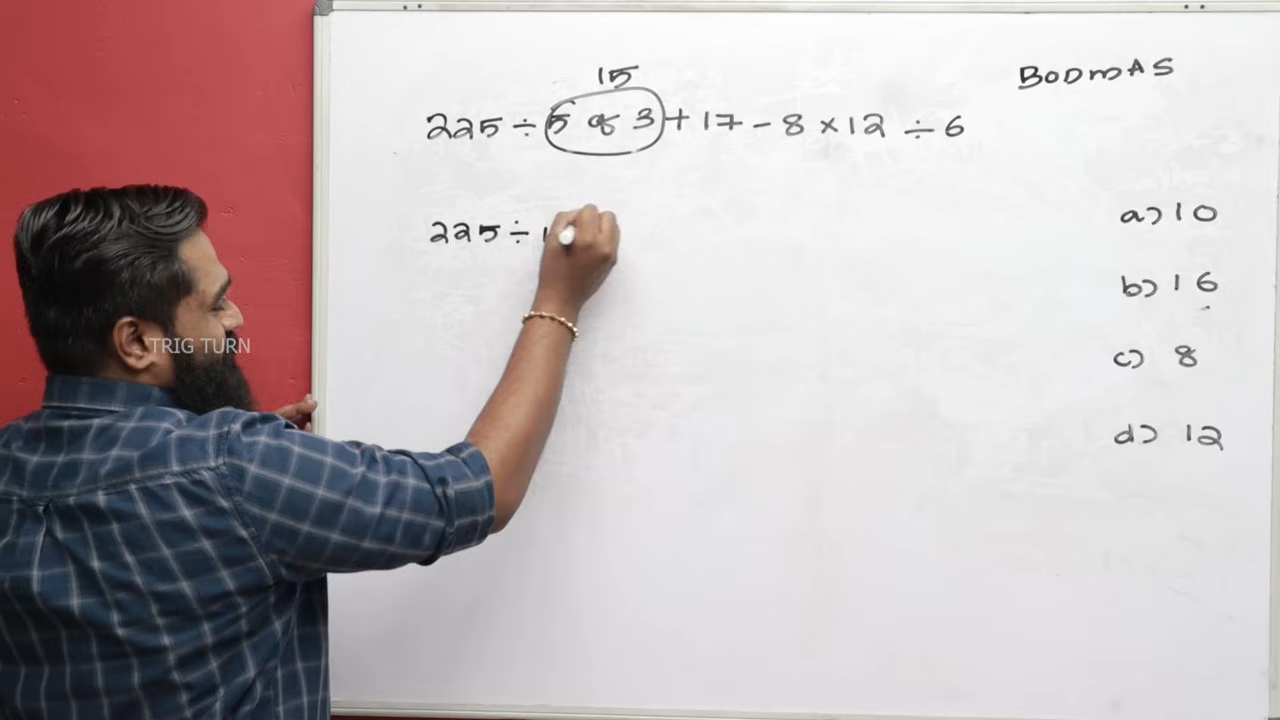 BODMAS
15
225 ÷ 5 of 3 + 17 - 8 × 12 ÷ 6
225 ÷ 1
a) 10
b) 16
c) 8
d) 12
TRIG TURN